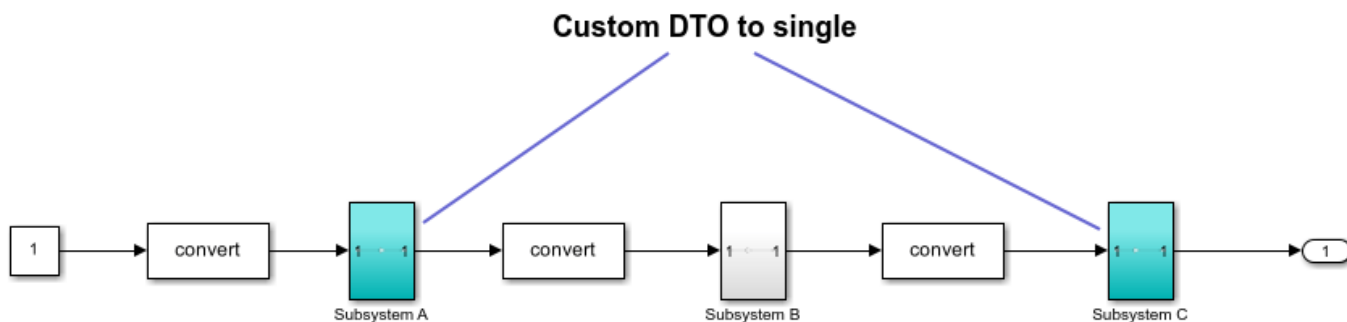 Custom DTO to single
1
convert
1 1
Subsystem A
convert
1 1
Subsystem B
convert
1 1
Subsystem C
1